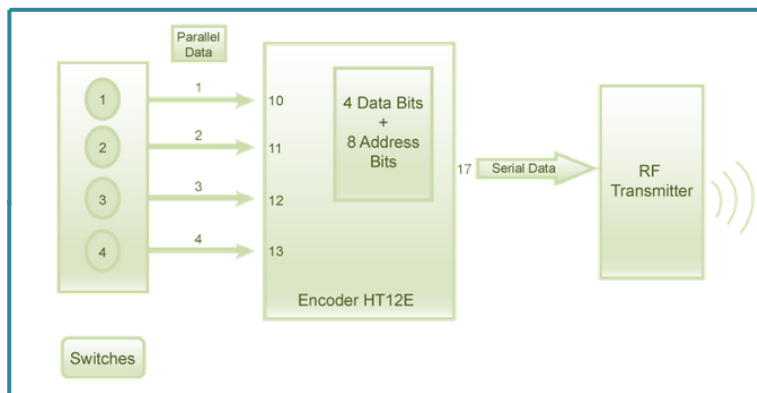 Parallel
Data
1
1
10
2
2
11
3
3
12
4
4
13
4 Data Bits
+
8 Address
Bits
Encoder HT12E
17
Serial Data
RF
Transmitter
Switches